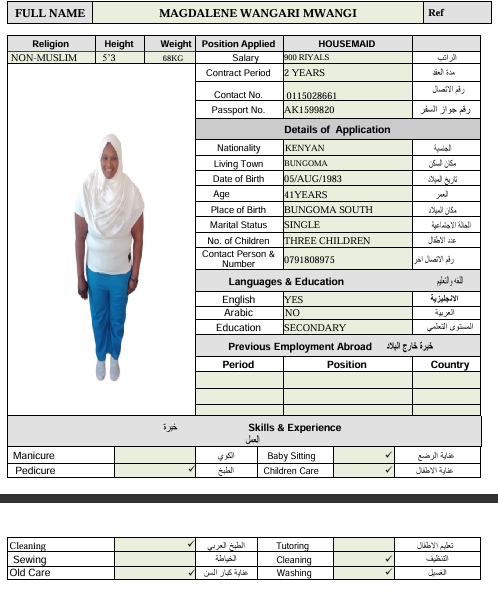 FULL NAME MAGDALENE WANGARI MWANGI Ref
Religion Height Weight Position Applied HOUSEMAID
NON-MUSLIM 5'3 68KG Salary 900 RIYALS الراتب
Contract Period 2 YEARS مدة العقد
Contact No. 0115028661 رقم الاتصال
Passport No. AK1599820 رقم جواز السفر
Details of Application
Nationality KENYAN الجنسية
Living Town BUNGOMA مكان السكن
Date of Birth 05/AUG/1983 تاريخ الميلاد
Age 41YEARS العمر
Place of Birth BUNGOMA SOUTH مكان الميلاد
Marital Status SINGLE الحالة الاجتماعية
No. of Children THREE CHILDREN عدد الاطفال
Contact Person & Number 0791808975 رقم الاتصال اخر
Languages & Education اللغه والتعليم
English YES الانجليزية
Arabic NO العربية
Education SECONDARY المستوى التعلمي
Previous Employment Abroad خبرة خارج البلاد
Period Position Country
خبرة Skills & Experience
العمل
Manicure الكوي Baby Sitting ✓ عناية الرضع
Pedicure ✓ الطبخ Children Care ✓ عناية الاطفال
Cleaning ✓ الطبخ العربي Tutoring تعليم الاطفال
Sewing الخياطة Cleaning ✓ التنظيف
Old Care ✓ عناية كبار السن Washing ✓ الغسيل